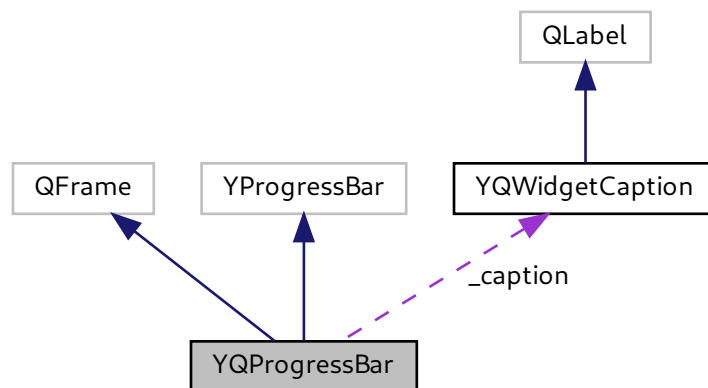 QLabel
QFrame
YProgressBar
YQWidgetCaption
_caption
YQProgressBar